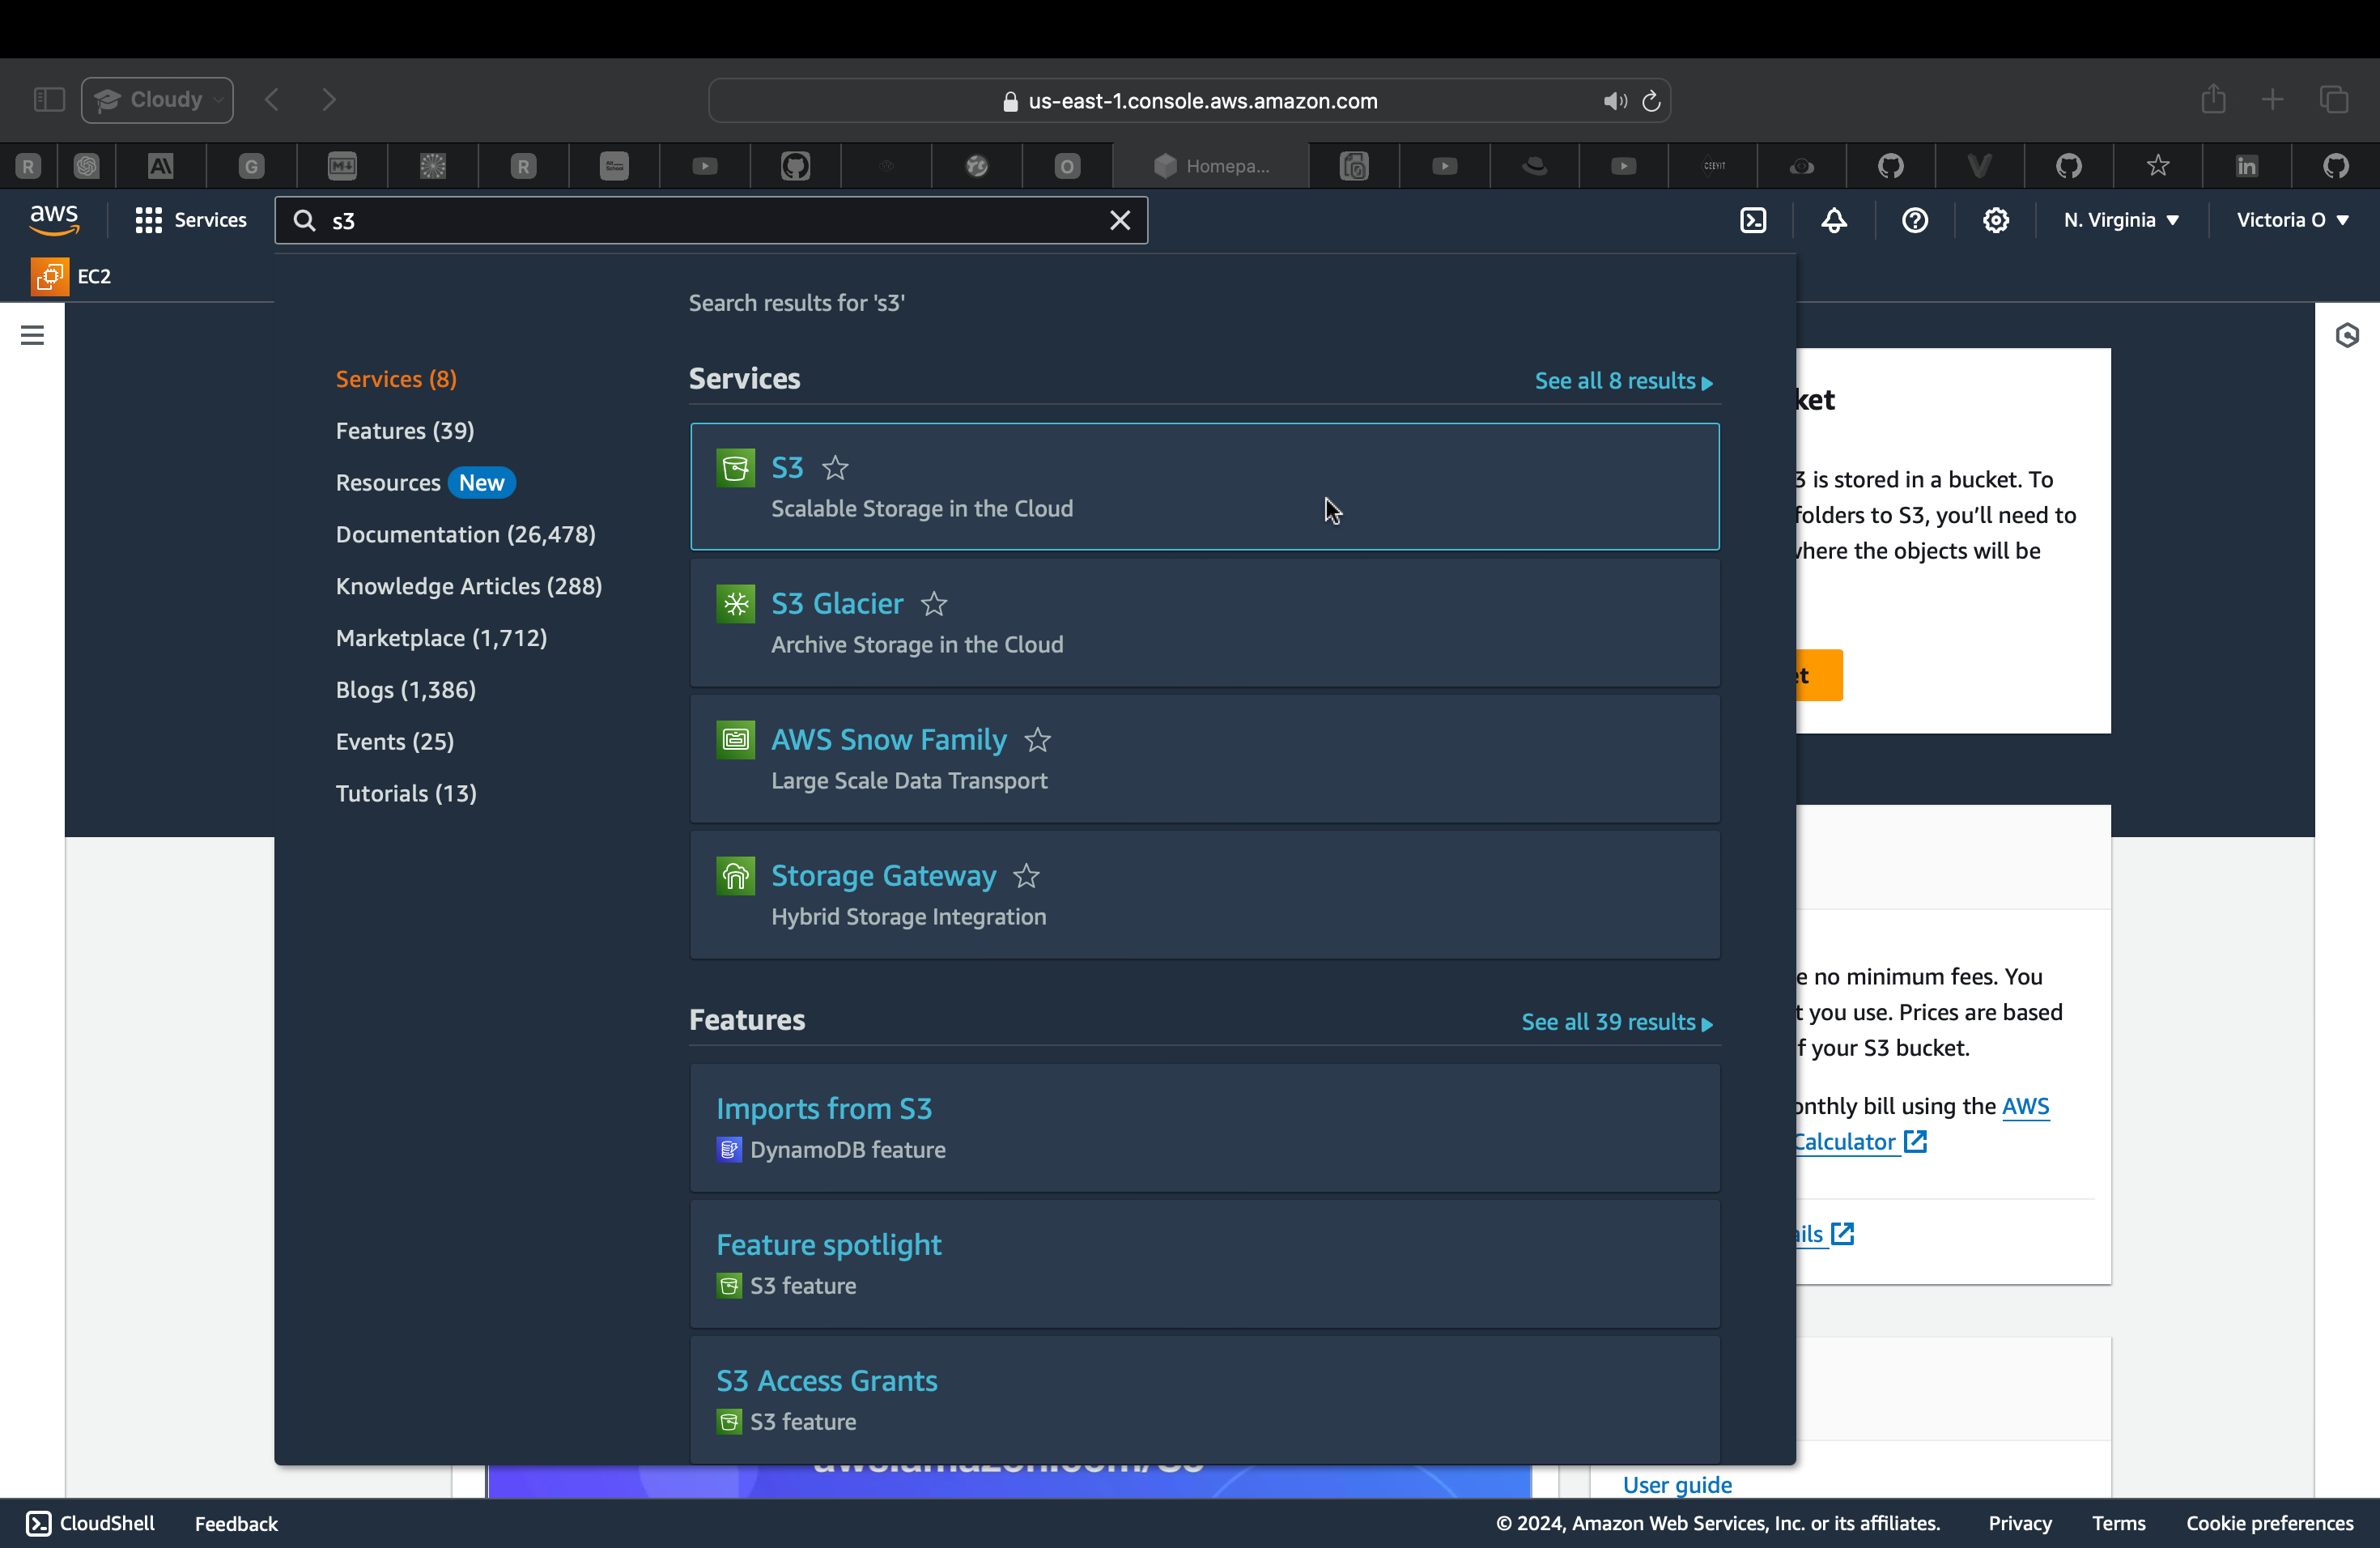 Cloudy
us-east-1.console.aws.amazon.com
R
G
M
R
O
Homepa...
in
aws
Services
s3
N. Virginia
Victoria O
EC2
Search results for 's3'
Services (8)
Features (39)
Resources New
Documentation (26,478)
Knowledge Articles (288)
Marketplace (1,712)
Blogs (1,386)
Events (25)
Tutorials (13)
Services
See all 8 results
S3
Scalable Storage in the Cloud
S3 Glacier
Archive Storage in the Cloud
AWS Snow Family
Large Scale Data Transport
Storage Gateway
Hybrid Storage Integration
Features
See all 39 results
Imports from S3
DynamoDB feature
Feature spotlight
S3 feature
S3 Access Grants
S3 feature
ket
3 is stored in a bucket. To
folders to S3, you'll need to
where the objects will be
et
e no minimum fees. You
t you use. Prices are based
f your S3 bucket.
onthly bill using the AWS
Calculator
ails
User guide
CloudShell
Feedback
© 2024, Amazon Web Services, Inc. or its affiliates.
Privacy
Terms
Cookie preferences